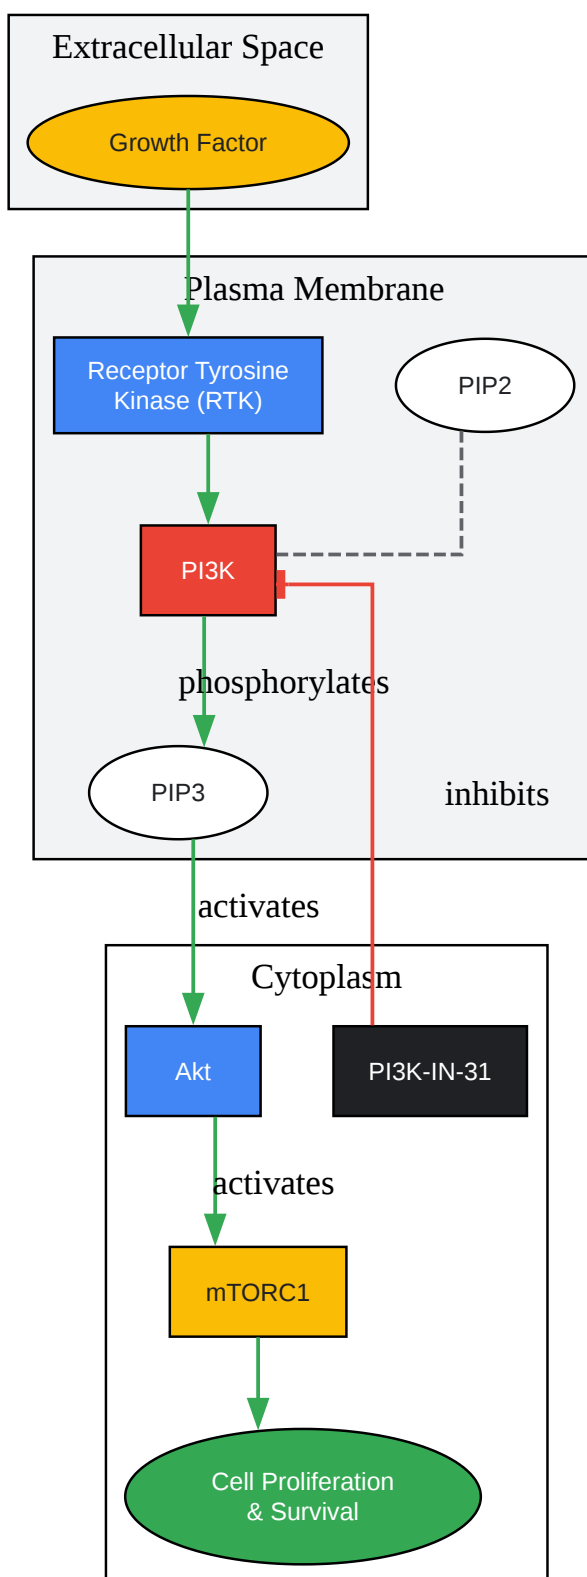 Extracellular Space
Growth Factor
Plasma Membrane
Receptor Tyrosine
Kinase (RTK)
PIP2
PI3K
phosphorylates
PIP3
inhibits
activates
Cytoplasm
Akt
PI3K-IN-31
activates
mTORC1
Cell Proliferation
& Survival